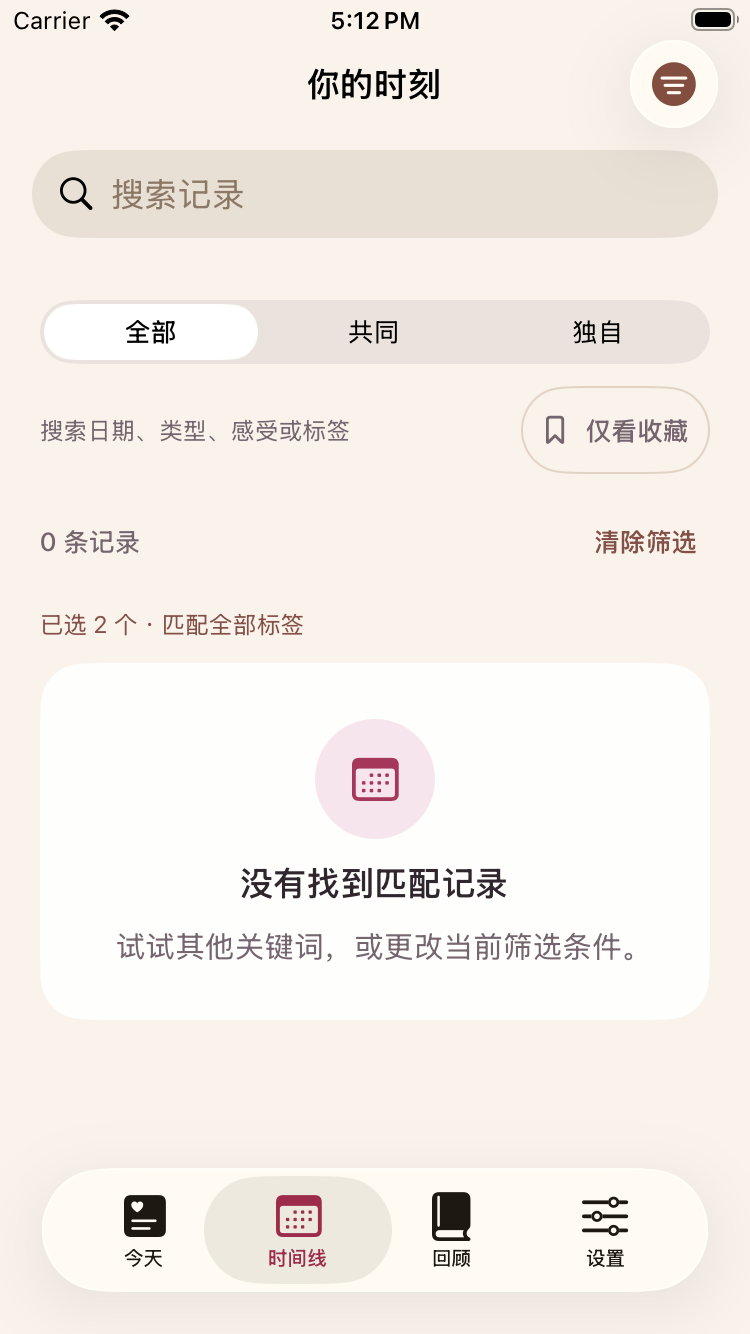 Carrier 5:12 PM
你的时刻
搜索记录
全部 共同 独自
搜索日期、类型、感受或标签 仅看收藏
0 条记录 清除筛选
已选 2 个 · 匹配全部标签
没有找到匹配记录
试试其他关键词，或更改当前筛选条件。
今天 时间线 回顾 设置